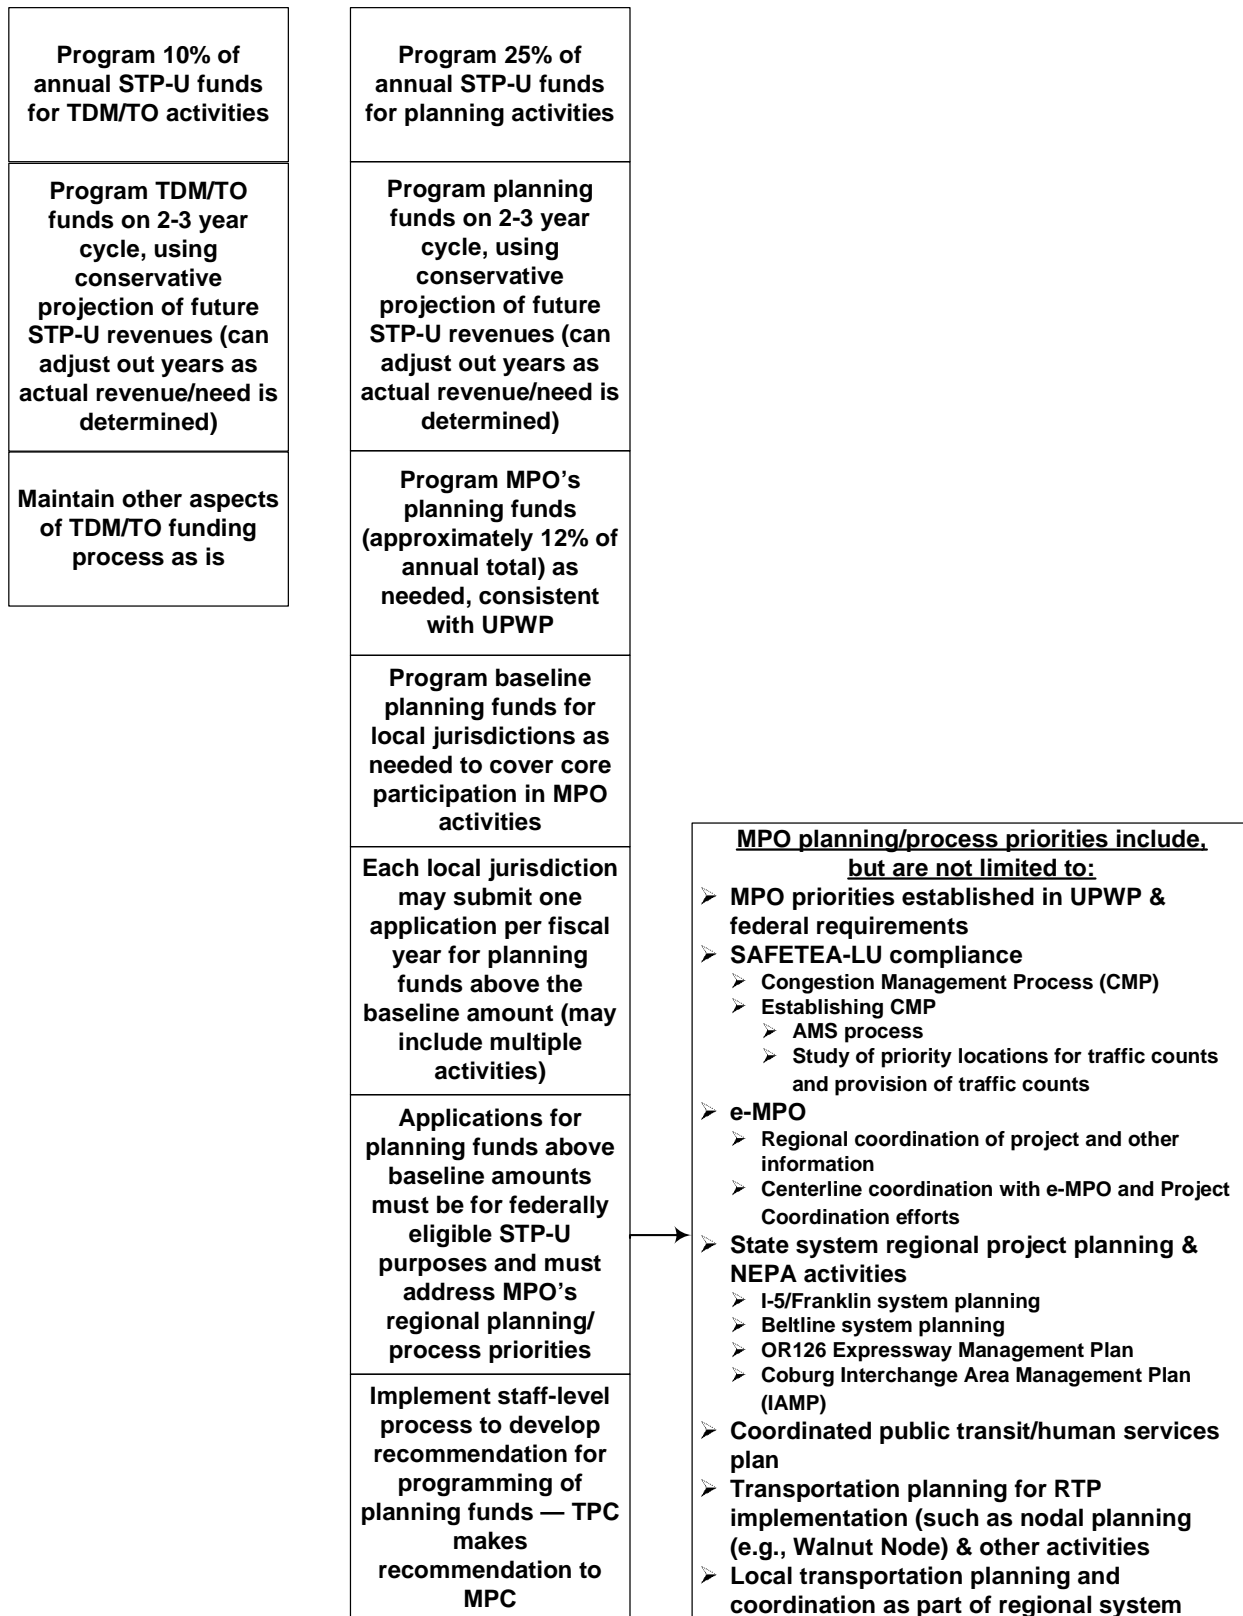 Program 10% of
annual STP-U funds
for TDM/TO activities
Program TDM/TO
funds on 2-3 year
cycle, using
conservative
projection of future
STP-U revenues (can
adjust out years as
actual revenue/need is
determined)
Maintain other aspects
of TDM/TO funding
process as is
Program 25% of
annual STP-U funds
for planning activities
Program planning
funds on 2-3 year
cycle, using
conservative
projection of future
STP-U revenues (can
adjust out years as
actual revenue/need is
determined)
Program MPO’s
planning funds
(approximately 12% of
annual total) as
needed, consistent
with UPWP
Program baseline
planning funds for
local jurisdictions as
needed to cover core
participation in MPO
activities
Each local jurisdiction
may submit one
application per fiscal
year for planning
funds above the
baseline amount (may
include multiple
activities)
Applications for
planning funds above
baseline amounts
must be for federally
eligible STP-U
purposes and must
address MPO’s
regional planning/
process priorities
Implement staff-level
process to develop
recommendation for
programming of
planning funds — TPC
makes
recommendation to
MPC
MPO planning/process priorities include,
but are not limited to:
➢ MPO priorities established in UPWP &
federal requirements
➢ SAFETEA-LU compliance
➢ Congestion Management Process (CMP)
➢ Establishing CMP
➢ AMS process
➢ Study of priority locations for traffic counts
and provision of traffic counts
➢ e-MPO
➢ Regional coordination of project and other
information
➢ Centerline coordination with e-MPO and Project
Coordination efforts
➢ State system regional project planning &
NEPA activities
➢ I-5/Franklin system planning
➢ Beltline system planning
➢ OR126 Expressway Management Plan
➢ Coburg Interchange Area Management Plan
(IAMP)
➢ Coordinated public transit/human services
plan
➢ Transportation planning for RTP
implementation (such as nodal planning
(e.g., Walnut Node) & other activities
➢ Local transportation planning and
coordination as part of regional system